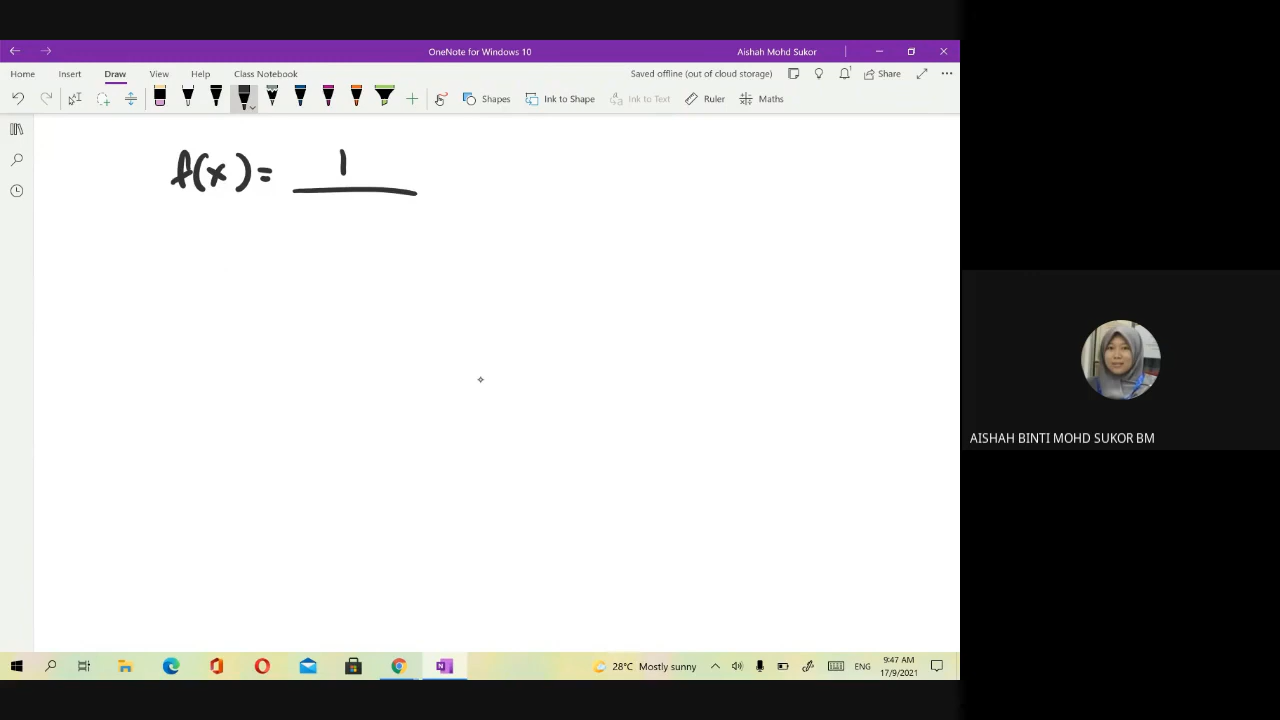 OneNote for Windows 10
Aishah Mohd Sukor
Home Insert Draw View Help Class Notebook
Saved offline (out of cloud storage)
Share
Shapes
Ink to Shape
Ink to Text
Ruler
Maths
f(x) = 1
AISHAH BINTI MOHD SUKOR BM
28°C Mostly sunny
ENG
9:47 AM
17/9/2021